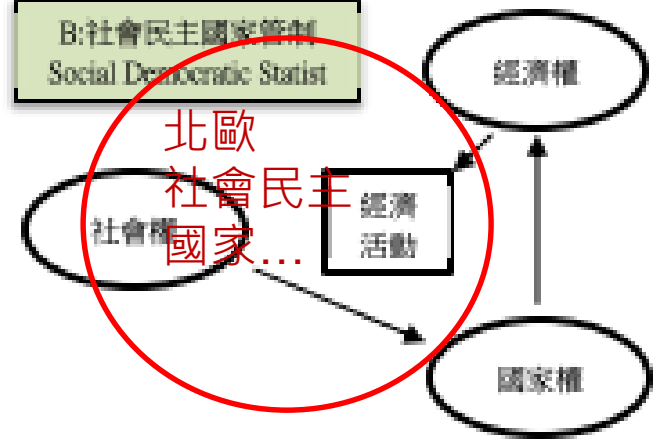 B:社會民主國家管制
Social Democratic Statist
經濟權
北歐
社會民主
國家...
社會權
經濟
活動
國家權